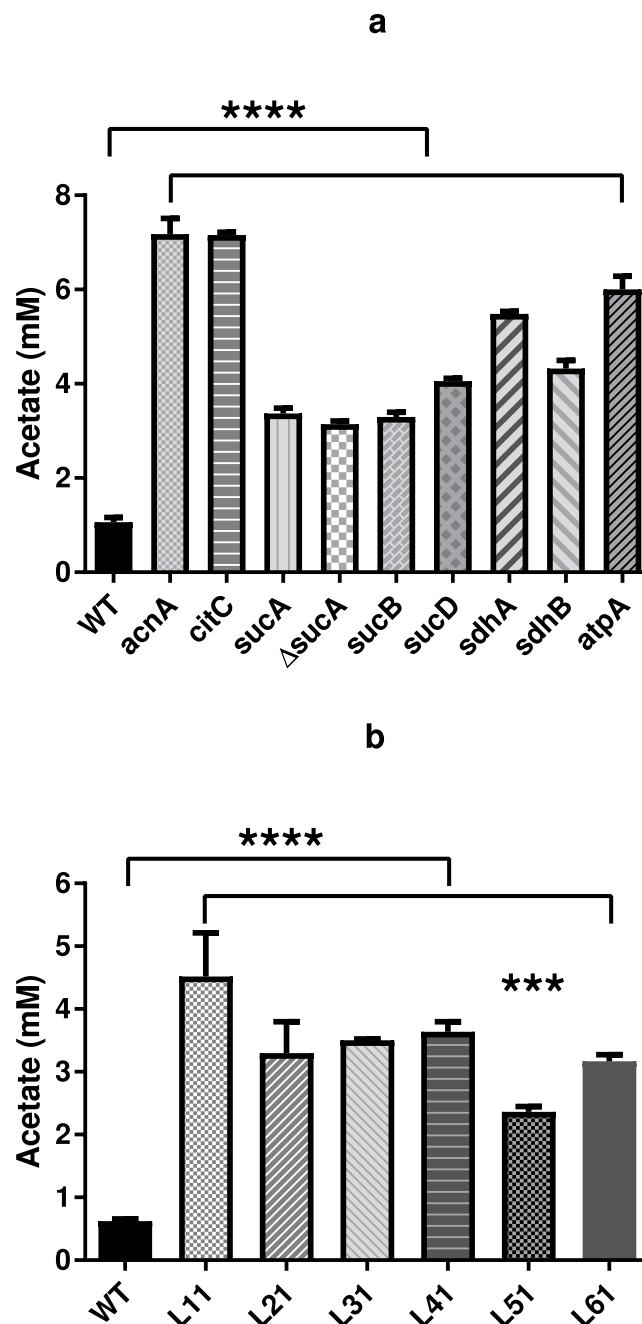 a
****
Acetate (mM)
8
6
4
2
0
WT acnA citC sucA ΔsucA sucB sucD sdhA sdhB atpA
b
****
***
Acetate (mM)
6
5
4
3
2
1
0
WT L11 L21 L31 L41 L51 L61